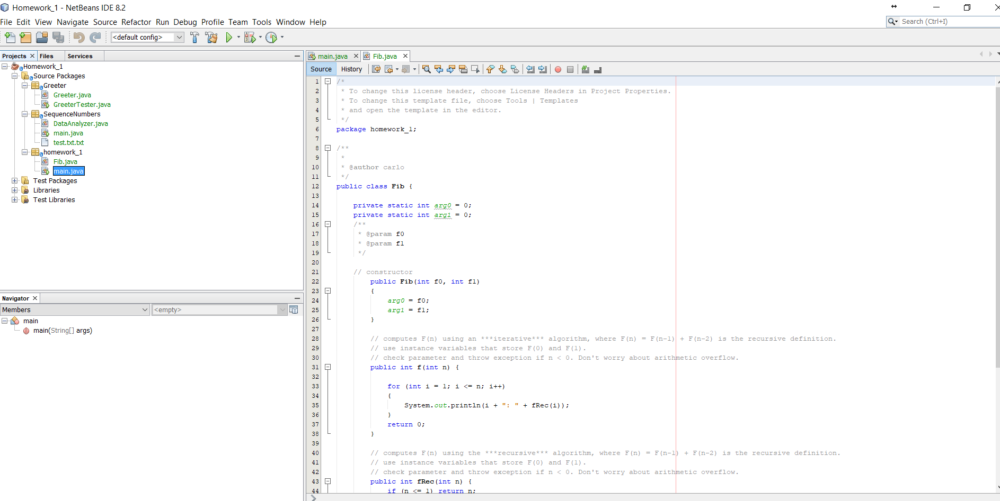 Homework_1 - NetBeans IDE 8.2
File Edit View Navigate Source Refactor Run Debug Profile Team Tools Window Help
Search (Ctrl+I)
<default config>
Projects Files Services
Homework_1
Source Packages
Greeter
Greeter.java
GreeterTester.java
SequenceNumbers
DataAnalyzer.java
main.java
test.txt.txt
homework_1
Fib.java
main.java
Test Packages
Libraries
Test Libraries
Navigator
Members <empty>
main
main(String[] args)
main.java Fib.java
Source History
1 /*
2 * To change this license header, choose License Headers in Project Properties.
3 * To change this template file, choose Tools | Templates
4 * and open the template in the editor.
5 */
6 package homework_1;
7
8 /**
9 *
10 * @author carlo
11 */
12 public class Fib {
13
14 private static int arg0 = 0;
15 private static int arg1 = 0;
16 /**
17 * @param f0
18 * @param f1
19 */
20
21 // constructor
22 public Fib(int f0, int f1)
23 {
24 arg0 = f0;
25 arg1 = f1;
26 }
27
28 // computes F(n) using an ***iterative*** algorithm, where F(n) = F(n-1) + F(n-2) is the recursive definition.
29 // use instance variables that store F(0) and F(1).
30 // check parameter and throw exception if n < 0. Don't worry about arithmetic overflow.
31 public int f(int n) {
32
33 for (int i = 1; i <= n; i++)
34 {
35 System.out.println(i + ": " + fRec(i));
36 }
37 return 0;
38 }
39
40 // computes F(n) using the ***recursive*** algorithm, where F(n) = F(n-1) + F(n-2) is the recursive definition.
41 // use instance variables that store F(0) and F(1).
42 // check parameter and throw exception if n < 0. Don't worry about arithmetic overflow.
43 public int fRec(int n) {
44 if (n <= 1) return n;